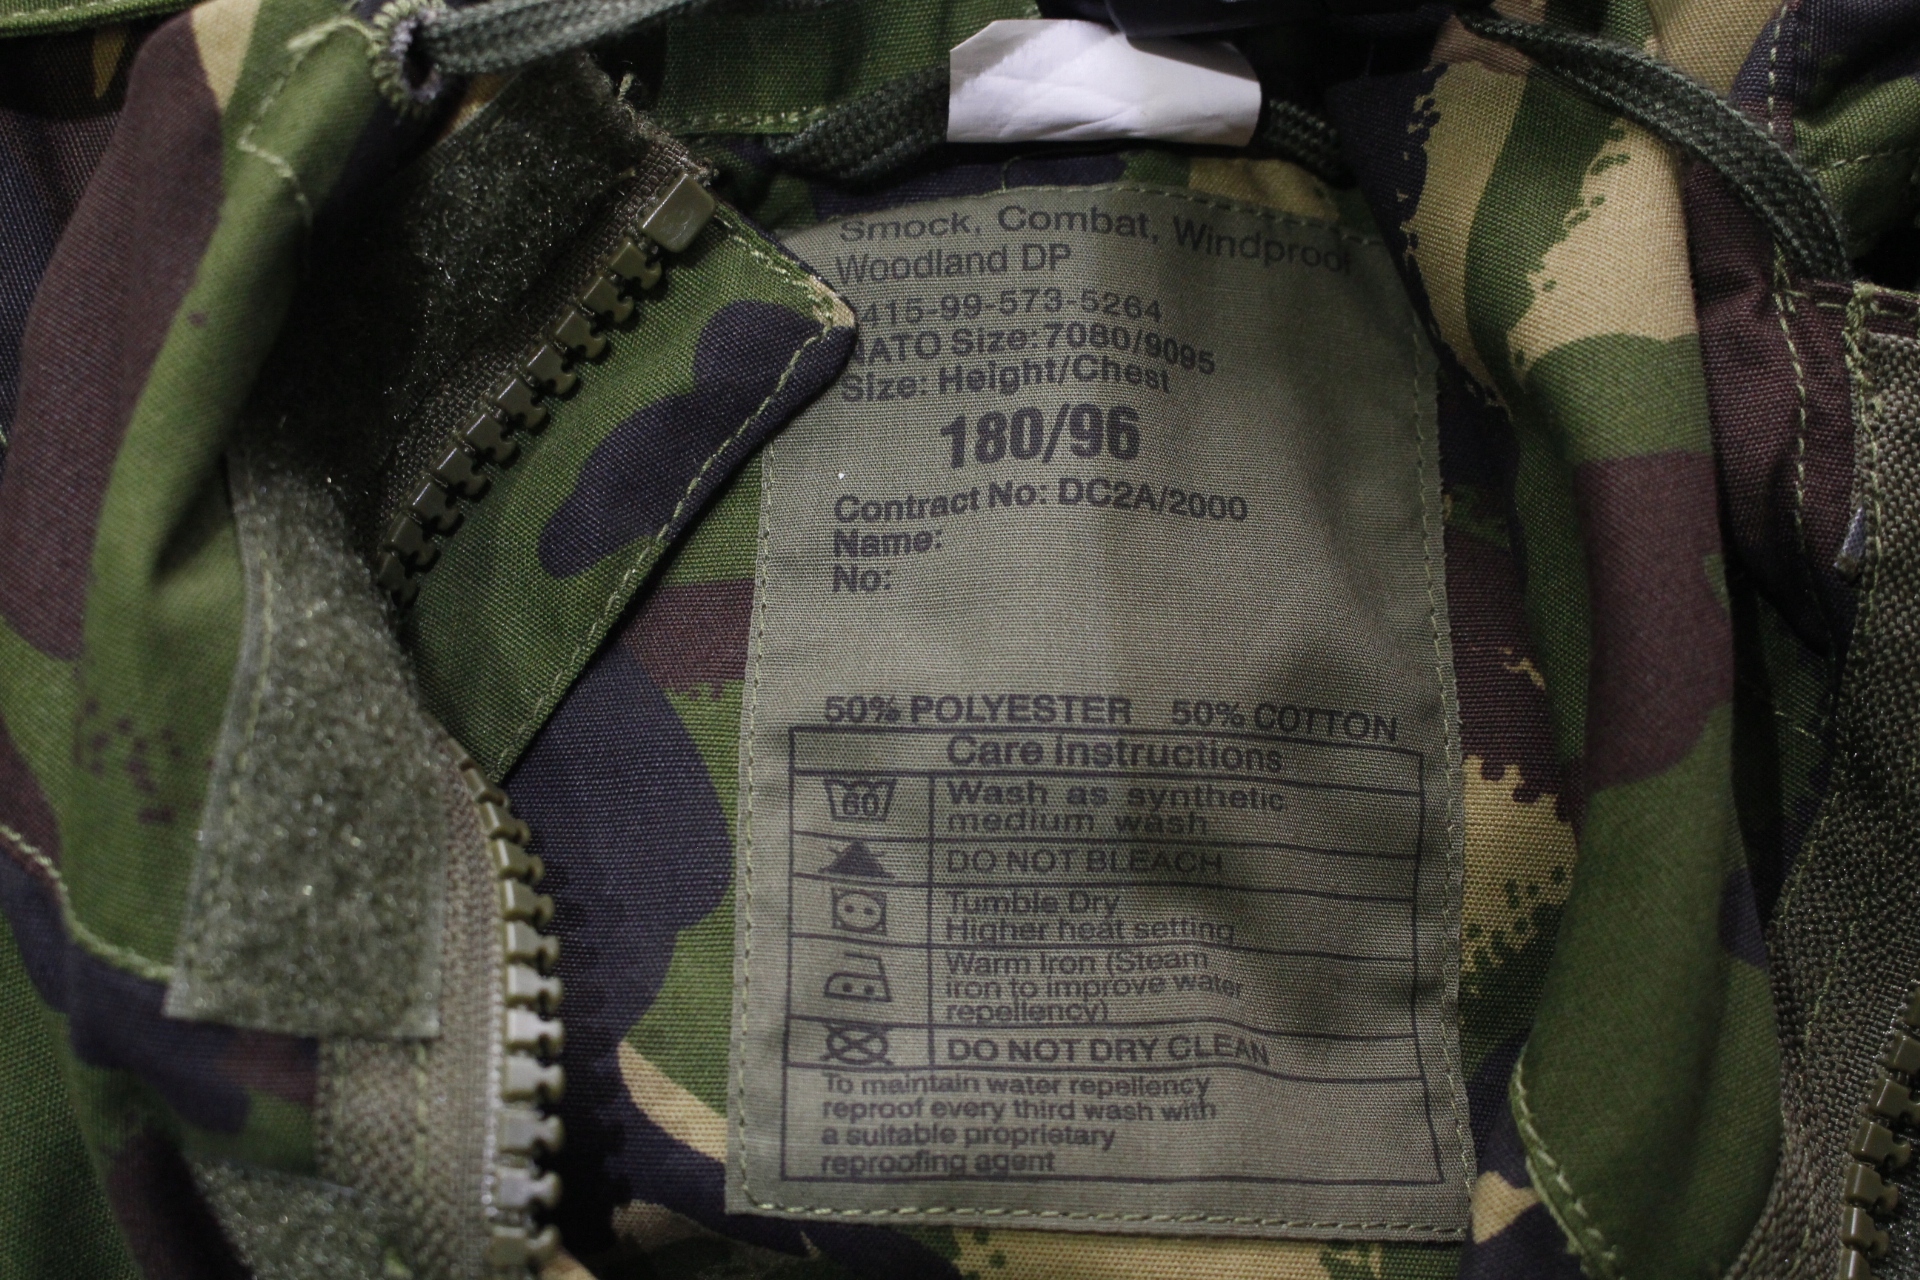 Smock, Combat, Windproof
Woodland DP
415-99-573-5264
NATO Size: 7080/9095
Size: Height/Chest
180/96
Contract No: DC2A/2000
Name:
No:
50% POLYESTER 50% COTTON
Care Instructions
60 Wash as synthetic
medium wash
DO NOT BLEACH
Tumble Dry
Higher heat setting
Warm Iron (Steam
iron to improve water
repellency)
DO NOT DRY CLEAN
To maintain water repellency
reproof every third wash with
a suitable proprietary
reproofing agent